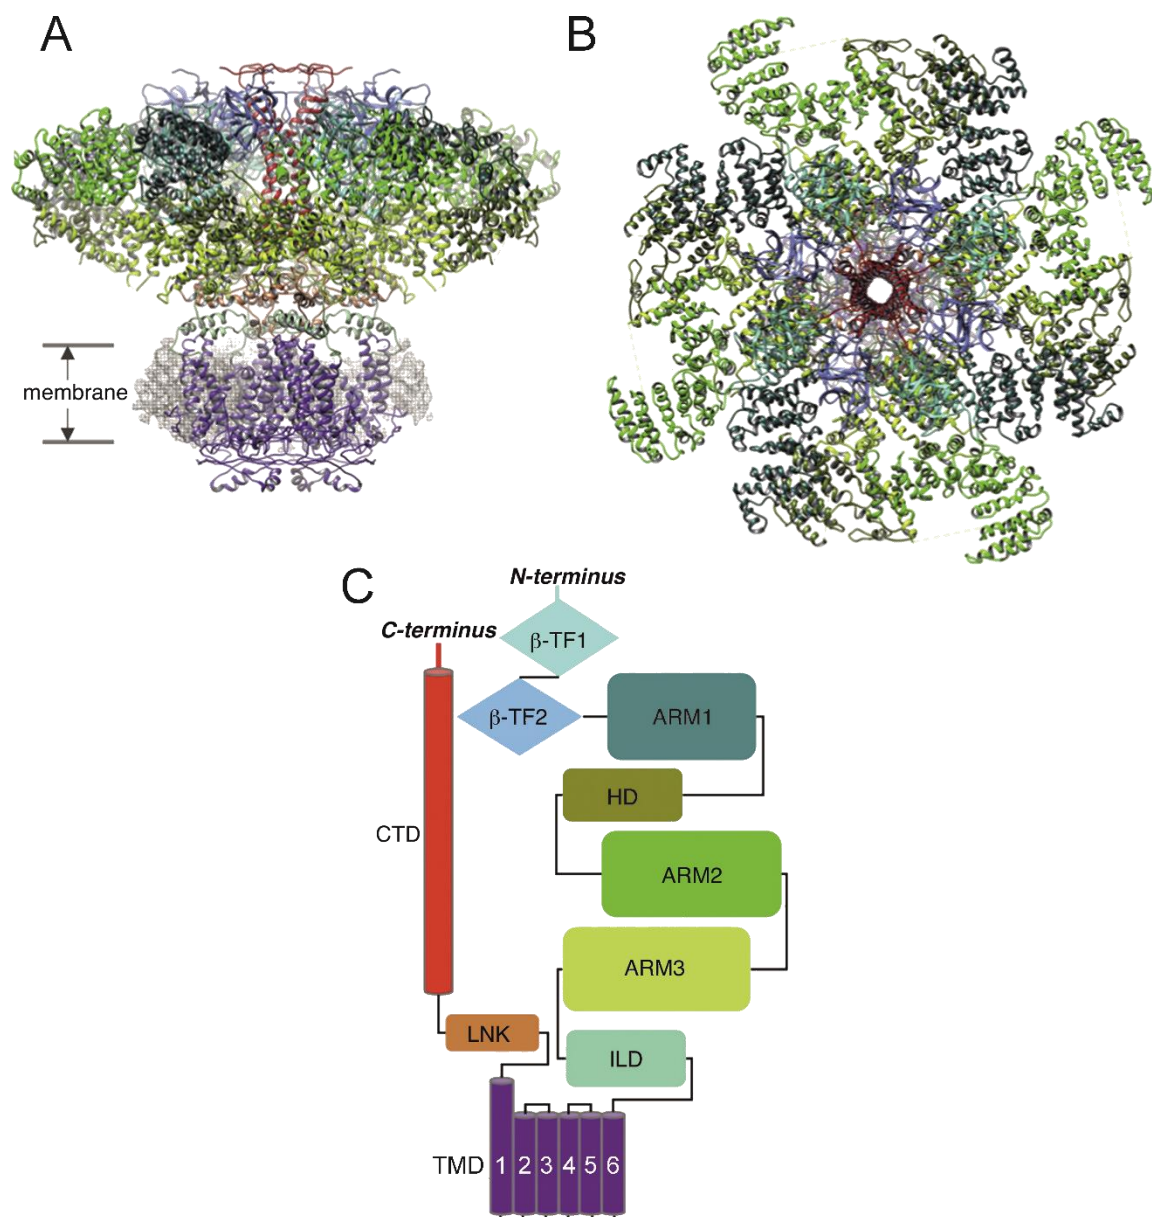 A
B
membrane
C
N-terminus
C-terminus
β-TF1
β-TF2
ARM1
HD
CTD
ARM2
ARM3
LNK
ILD
TMD
1 2 3 4 5 6